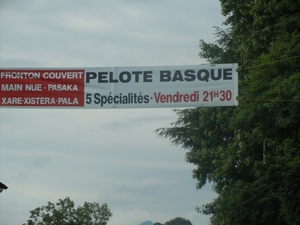 FRONTON COUVERT
MAIN NUE - PASAKA
XARE-XISTERA-PALA
PELOTE BASQUE
5 Spécialités - Vendredi 21H30